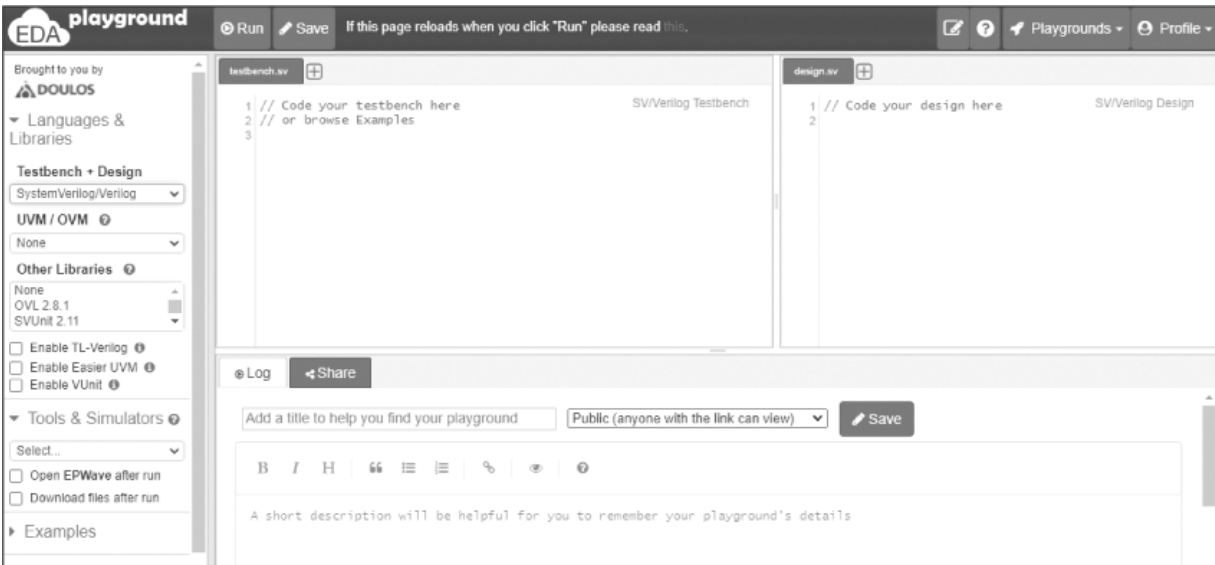 EDA playground
Run Save If this page reloads when you click "Run" please read this. Playgrounds Profile
Brought to you by
DOULOS
Languages &
Libraries
Testbench + Design
SystemVerilog/Verilog
UVM / OVM
None
Other Libraries
None
OVL 2.8.1
SVUnit 2.11
Enable TL-Verilog
Enable Easier UVM
Enable VUnit
Tools & Simulators
Select...
Open EPWave after run
Download files after run
Examples
testbench.sv
SV/Verilog Testbench
1 // Code your testbench here
2 // or browse Examples
3
design.sv
SV/Verilog Design
1 // Code your design here
2
Log Share
Add a title to help you find your playground Public (anyone with the link can view) Save
B I H
A short description will be helpful for you to remember your playground's details